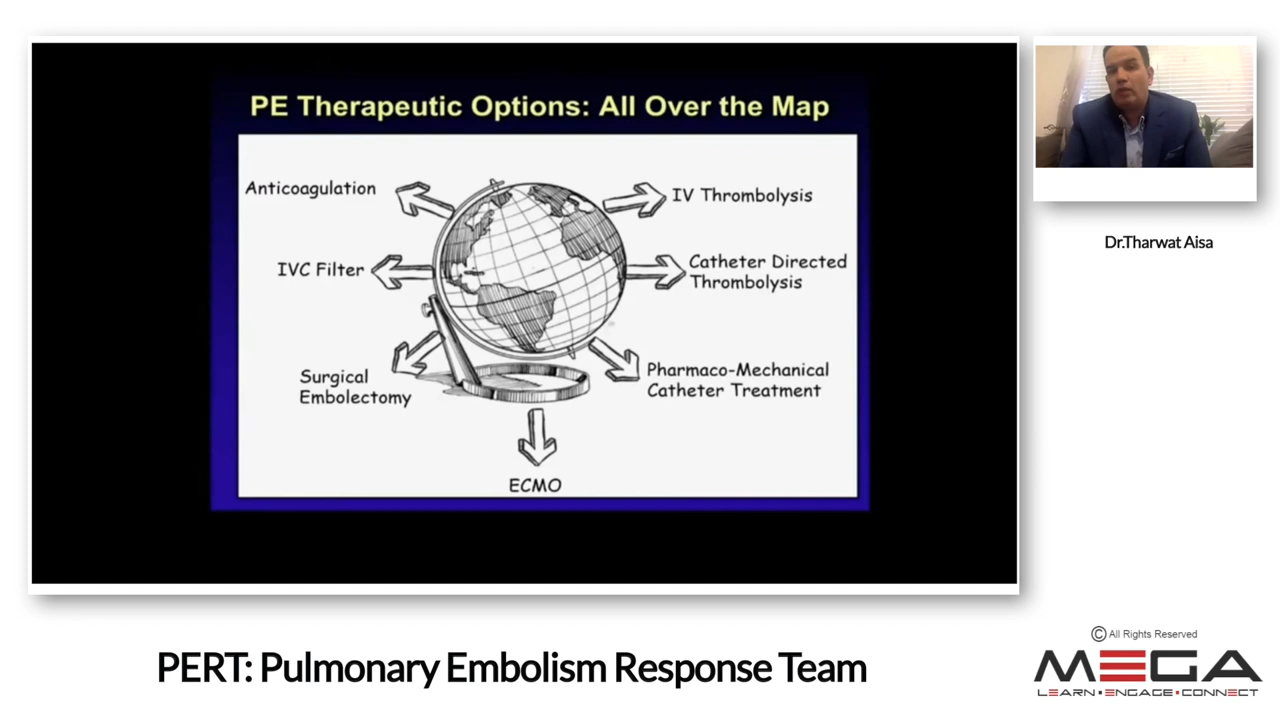 PE Therapeutic Options: All Over the Map
Anticoagulation
IV Thrombolysis
IVC Filter
Catheter Directed
Thrombolysis
Surgical
Embolectomy
Pharmaco-Mechanical
Catheter Treatment
ECMO
Dr.Tharwat Aisa
PERT: Pulmonary Embolism Response Team
© All Rights Reserved
MEGA
LEARN • ENGAGE • CONNECT